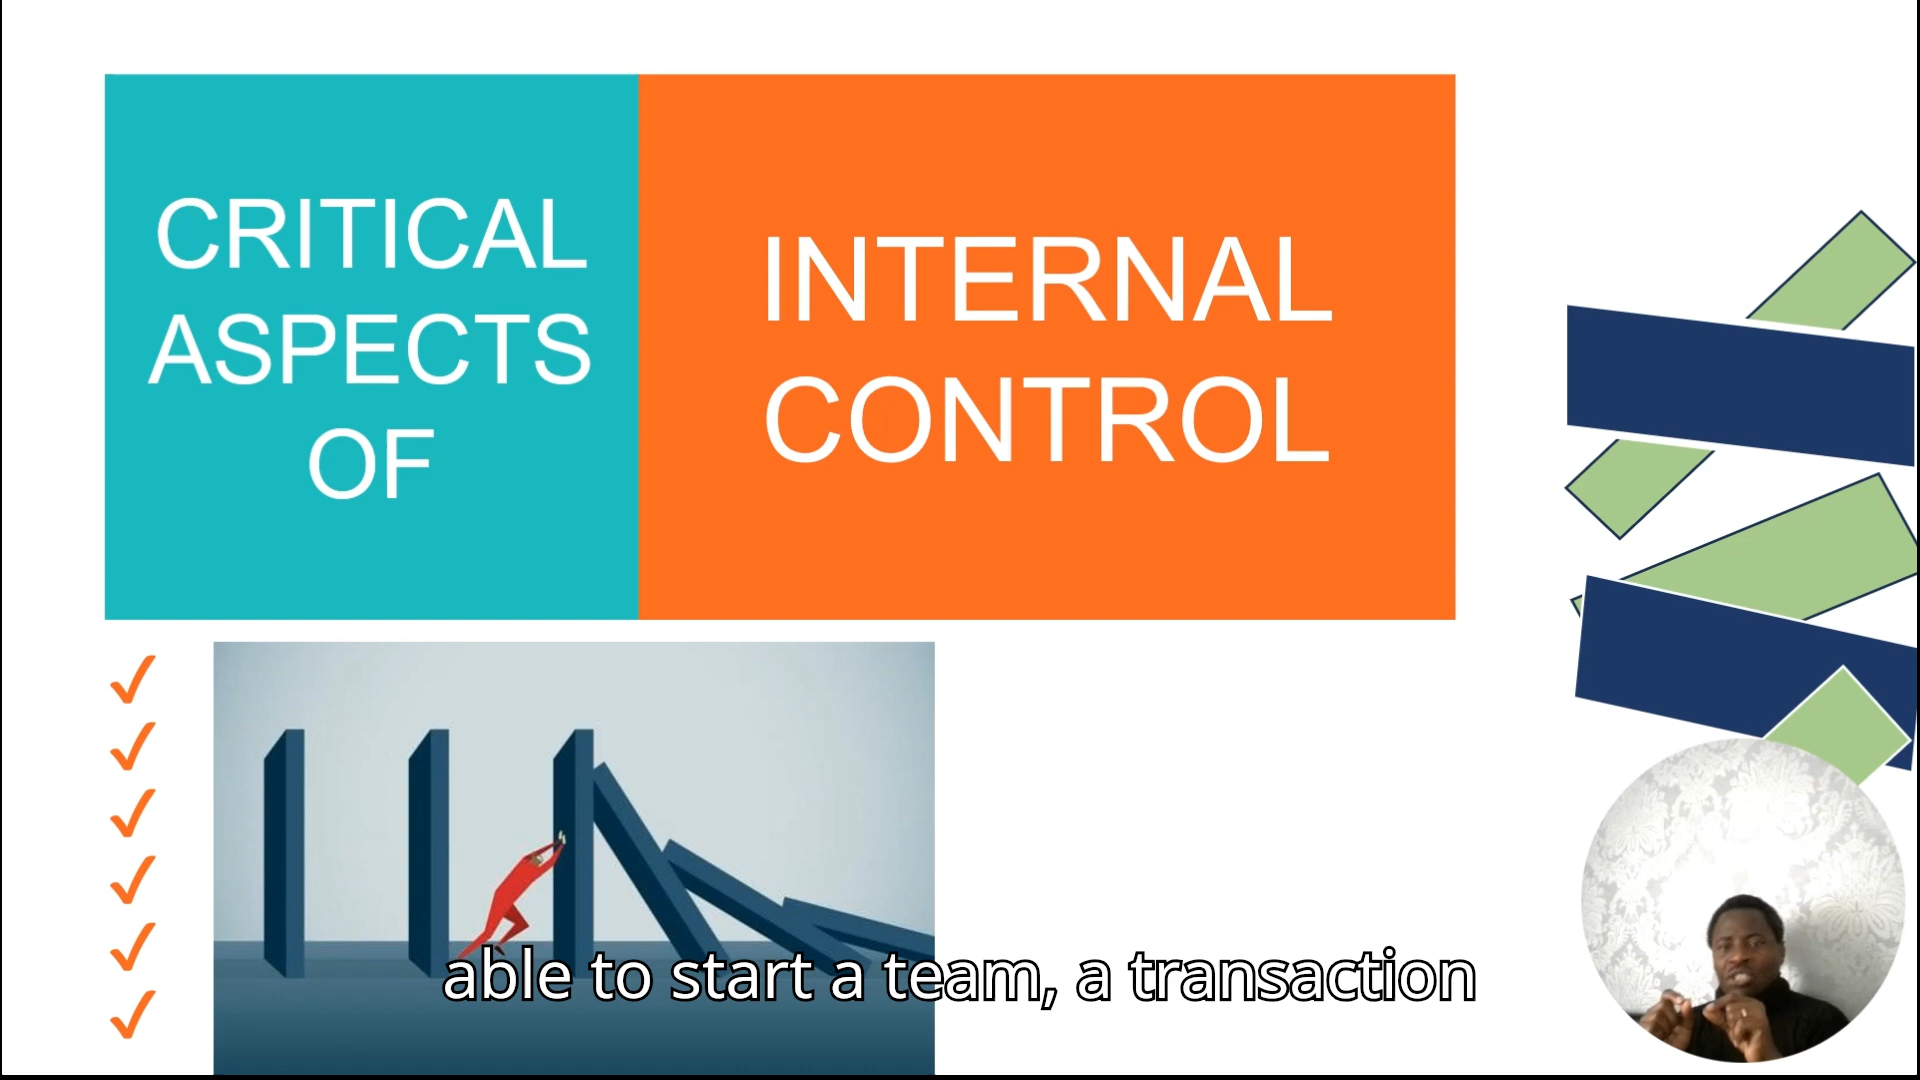 CRITICAL
ASPECTS
OF
INTERNAL
CONTROL
able to start a team, a transaction